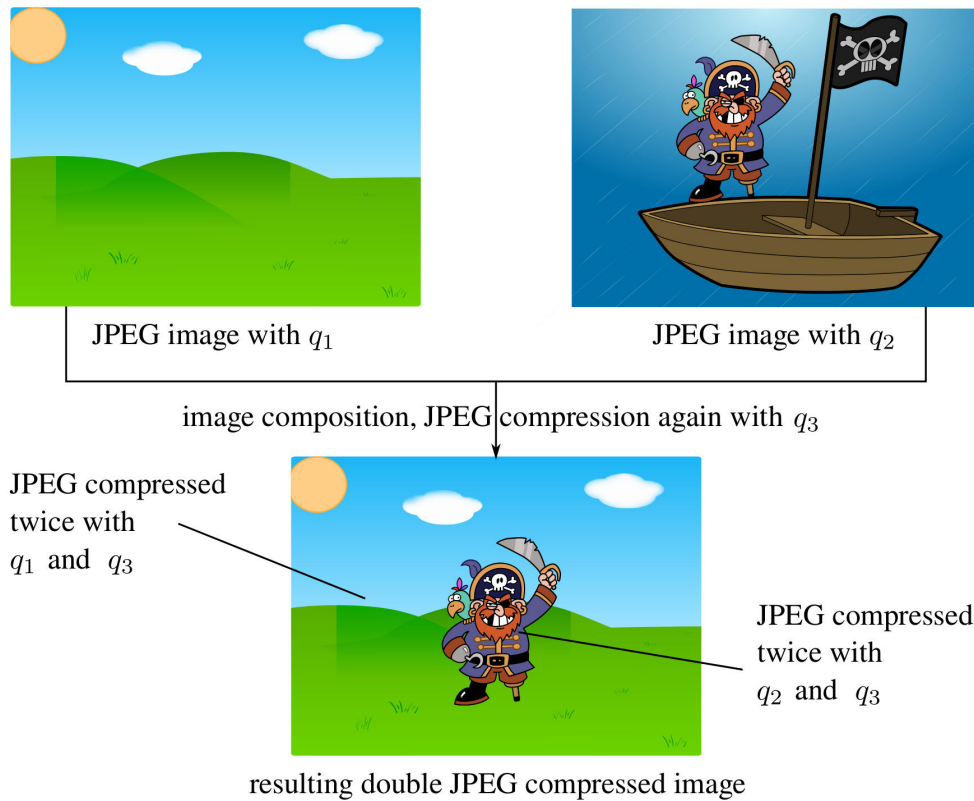 JPEG image with q₁
JPEG image with q₂
image composition, JPEG compression again with q₃
JPEG compressed
twice with
q₁ and q₃
JPEG compressed
twice with
q₂ and q₃
resulting double JPEG compressed image